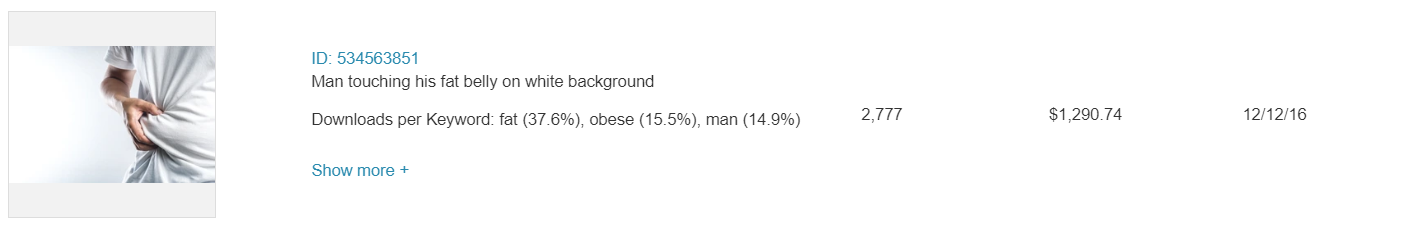 ID: 534563851
Man touching his fat belly on white background
Downloads per Keyword: fat (37.6%), obese (15.5%), man (14.9%)
2,777
$1,290.74
12/12/16
Show more +